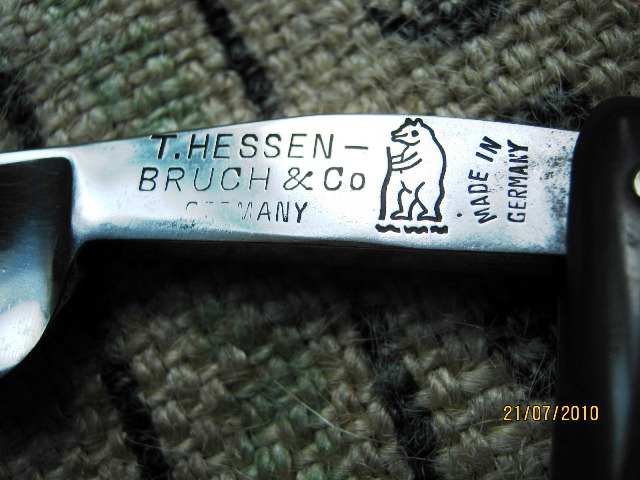 T. HESSEN-
BRUCH & Co
GERMANY
MADE IN
GERMANY
21/07/2010